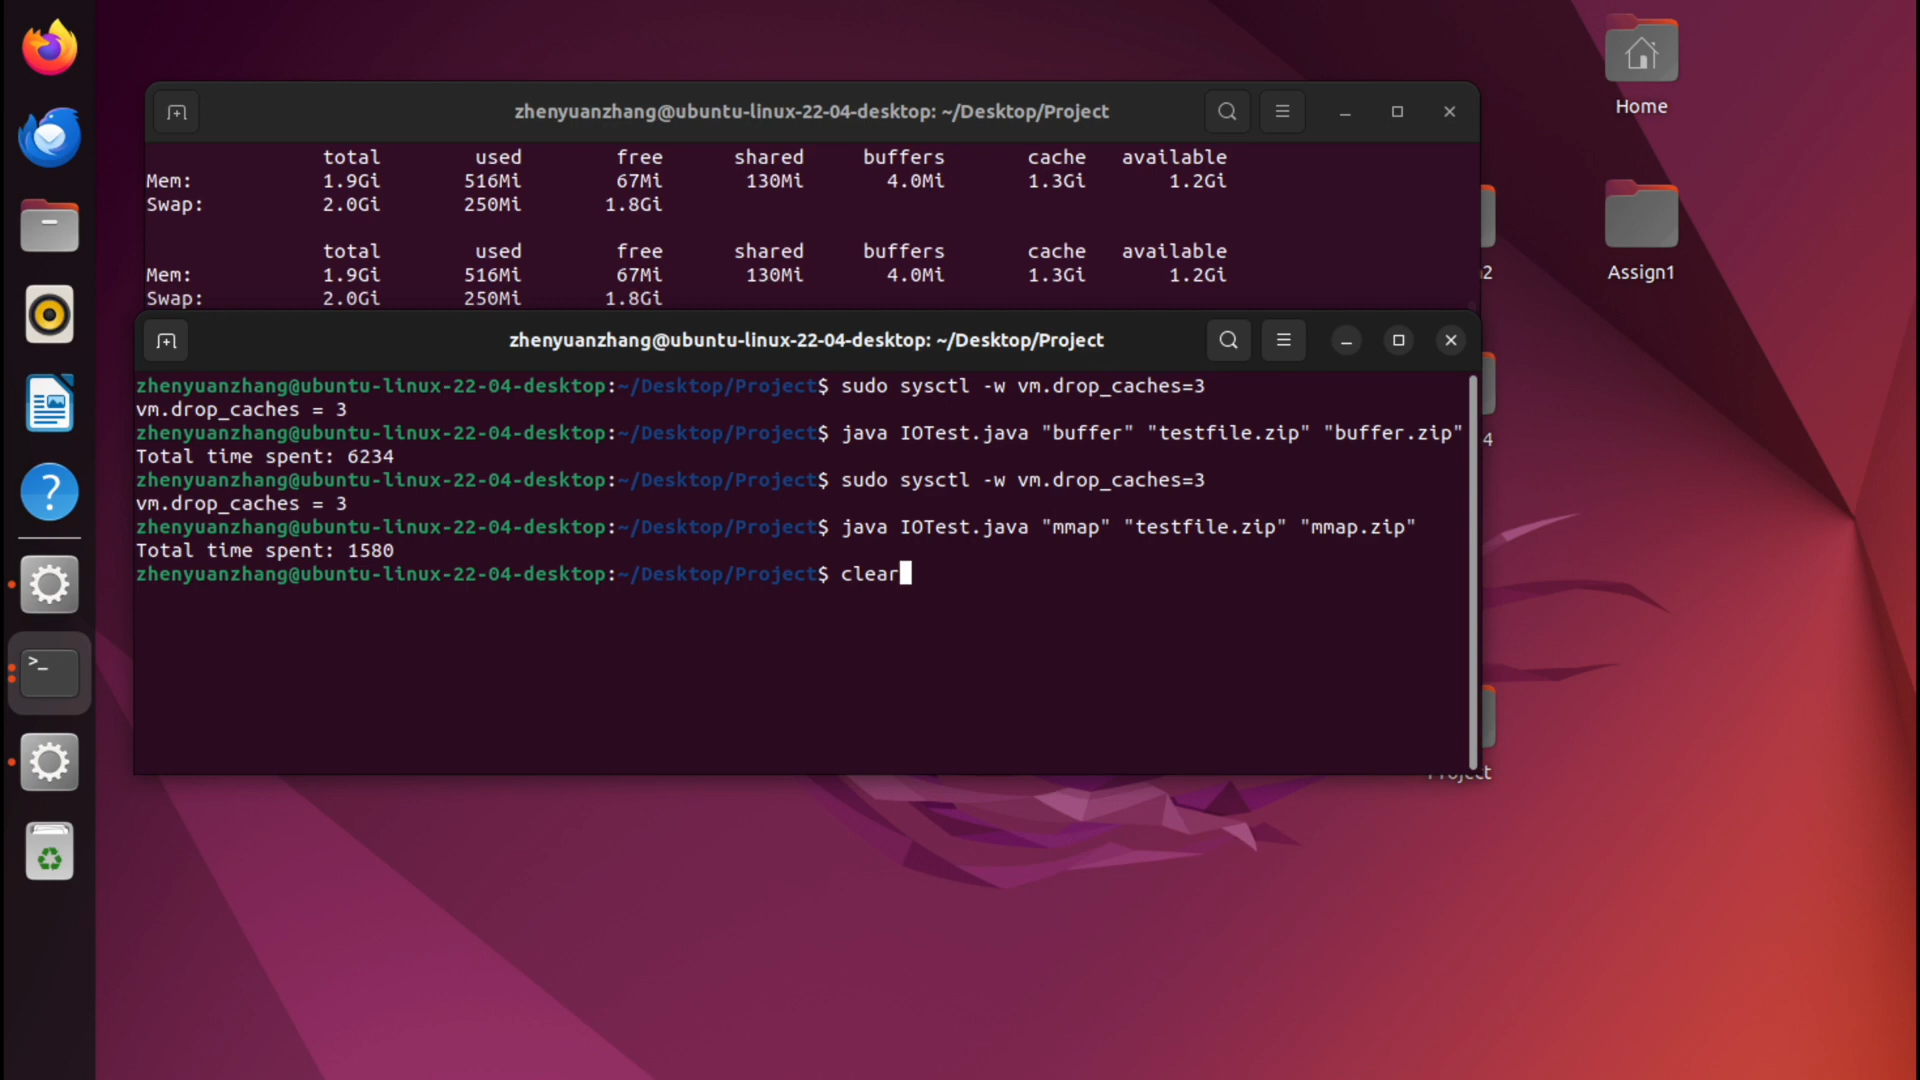 Home
Assign1
zhenyuanzhang@ubuntu-linux-22-04-desktop: ~/Desktop/Project
total used free shared buffers cache available
Mem: 1.9Gi 516Mi 67Mi 130Mi 4.0Mi 1.3Gi 1.2Gi
Swap: 2.0Gi 250Mi 1.8Gi
total used free shared buffers cache available
Mem: 1.9Gi 516Mi 67Mi 130Mi 4.0Mi 1.3Gi 1.2Gi
Swap: 2.0Gi 250Mi 1.8Gi
zhenyuanzhang@ubuntu-linux-22-04-desktop: ~/Desktop/Project
zhenyuanzhang@ubuntu-linux-22-04-desktop:~/Desktop/Project$ sudo sysctl -w vm.drop_caches=3
vm.drop_caches = 3
zhenyuanzhang@ubuntu-linux-22-04-desktop:~/Desktop/Project$ java IOTest.java "buffer" "testfile.zip" "buffer.zip"
Total time spent: 6234
zhenyuanzhang@ubuntu-linux-22-04-desktop:~/Desktop/Project$ sudo sysctl -w vm.drop_caches=3
vm.drop_caches = 3
zhenyuanzhang@ubuntu-linux-22-04-desktop:~/Desktop/Project$ java IOTest.java "mmap" "testfile.zip" "mmap.zip"
Total time spent: 1580
zhenyuanzhang@ubuntu-linux-22-04-desktop:~/Desktop/Project$ clear
2
4
Project